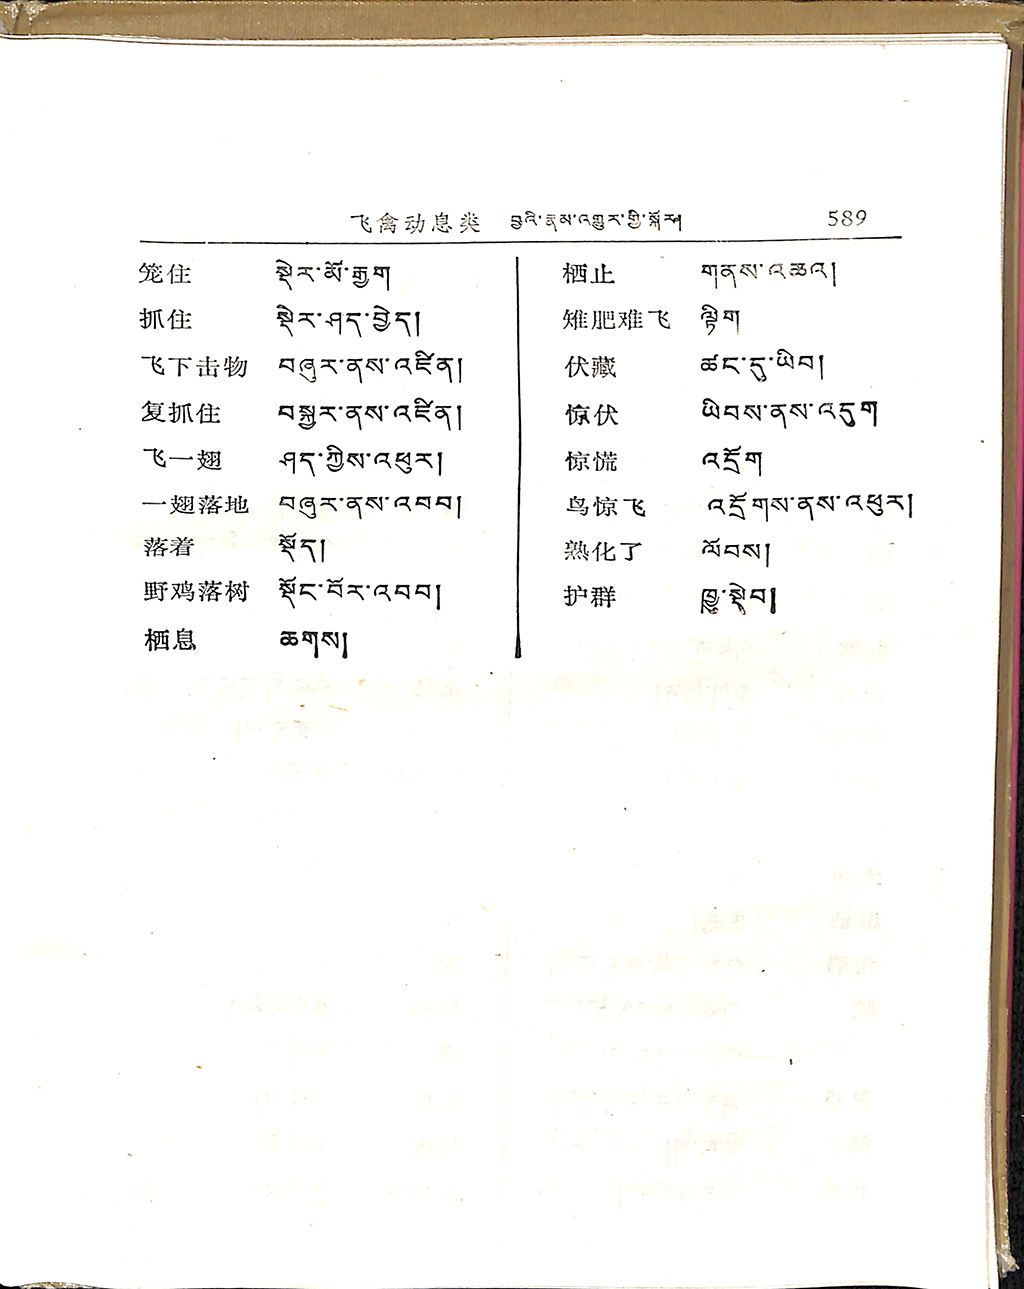 飞禽动息类 བྱའི་ནམ་འགྱུར་གྱི་སྐོར། 589
笼住 སྡེར་མོ་རྒྱག
抓住 སྡེར་ཤད་བྱེད།
飞下击物 བཞུར་ནས་འཛིན།
复抓住 བསྐྱར་ནས་འཛིན།
飞一翅 ཤད་ཀྱིས་འཕུར།
一翅落地 བཞུར་ནས་འབབ།
落着 སྡོད།
野鸡落树 སྡོང་བོར་འབབ།
栖息 ཆགས།
栖止 གནས་འཆའ།
雉肥难飞 ལྟིག
伏藏 ཚང་དུ་ཡིབ།
惊伏 ཡིབས་ནས་འདུག
惊慌 འདྲོག
鸟惊飞 འདྲོགས་ནས་འཕུར།
熟化了 ལོབས།
护群 ཁྱུ་སྡེབ།